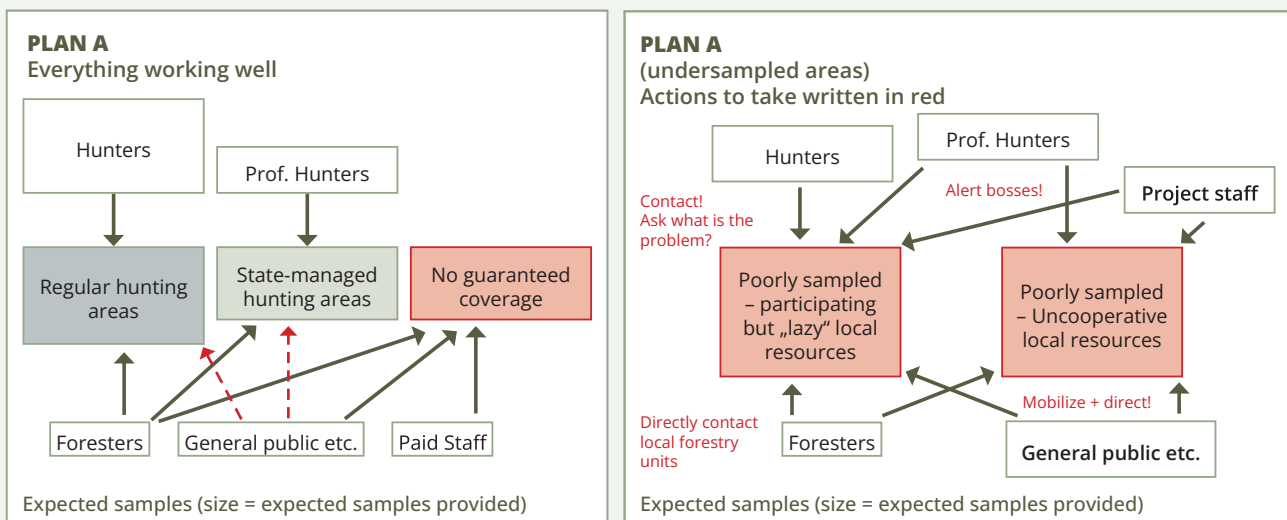 PLAN A
Everything working well
Hunters
Prof. Hunters
Regular hunting
areas
State-managed
hunting areas
No guaranteed
coverage
Foresters
General public etc.
Paid Staff
Expected samples (size = expected samples provided)
PLAN A
(undersampled areas)
Actions to take written in red
Hunters
Prof. Hunters
Project staff
Contact!
Ask what is the
problem?
Alert bosses!
Poorly sampled
– participating
but „lazy“ local
resources
Poorly sampled
– Uncooperative
local resources
Directly contact
local forestry
units
Foresters
Mobilize + direct!
General public etc.
Expected samples (size = expected samples provided)